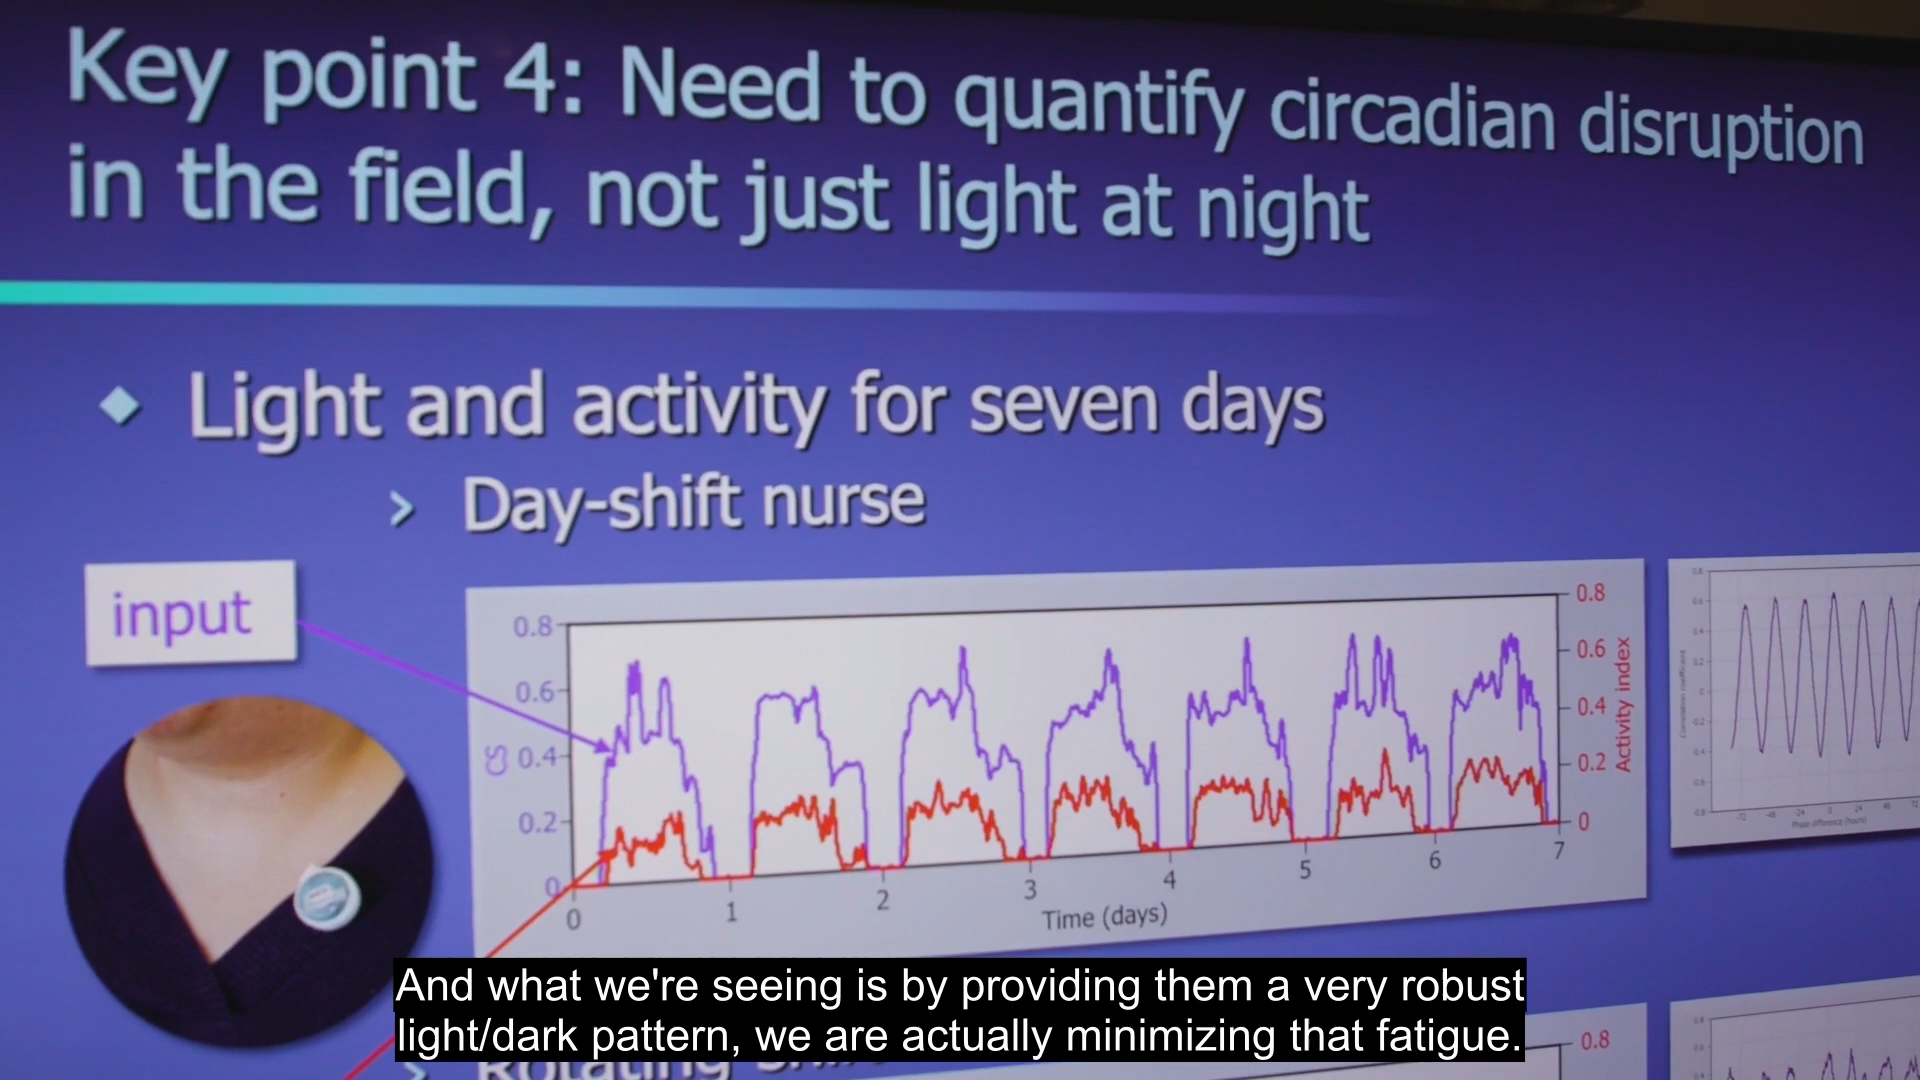 Key point 4: Need to quantify circadian disruption
in the field, not just light at night
Light and activity for seven days
Day-shift nurse
input
0.8
0.6
0.4
0.2
0
CS
0.8
0.6
0.4
0.2
0
Activity index
0
1
2
3
4
5
6
7
Time (days)
Phase difference (hours)
And what we're seeing is by providing them a very robust
light/dark pattern, we are actually minimizing that fatigue.
Rotating
0.8